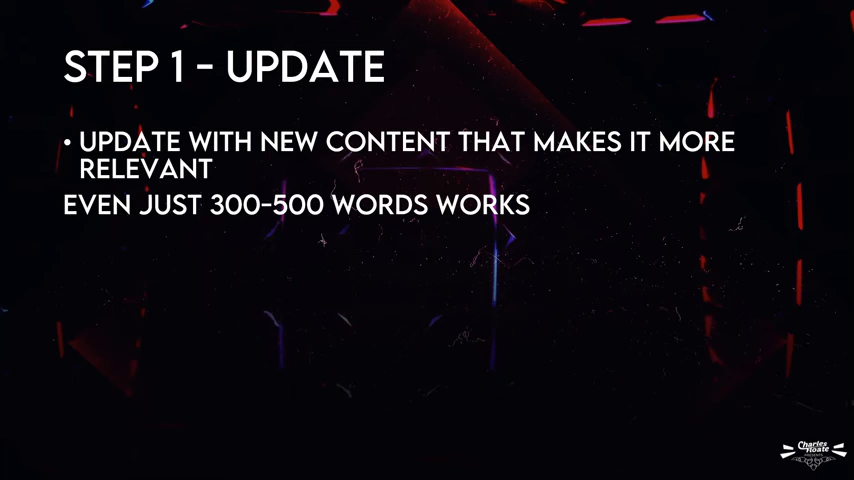 STEP 1 - UPDATE
• UPDATE WITH NEW CONTENT THAT MAKES IT MORE
RELEVANT
EVEN JUST 300-500 WORDS WORKS
Charles
Floate
PRESENTS